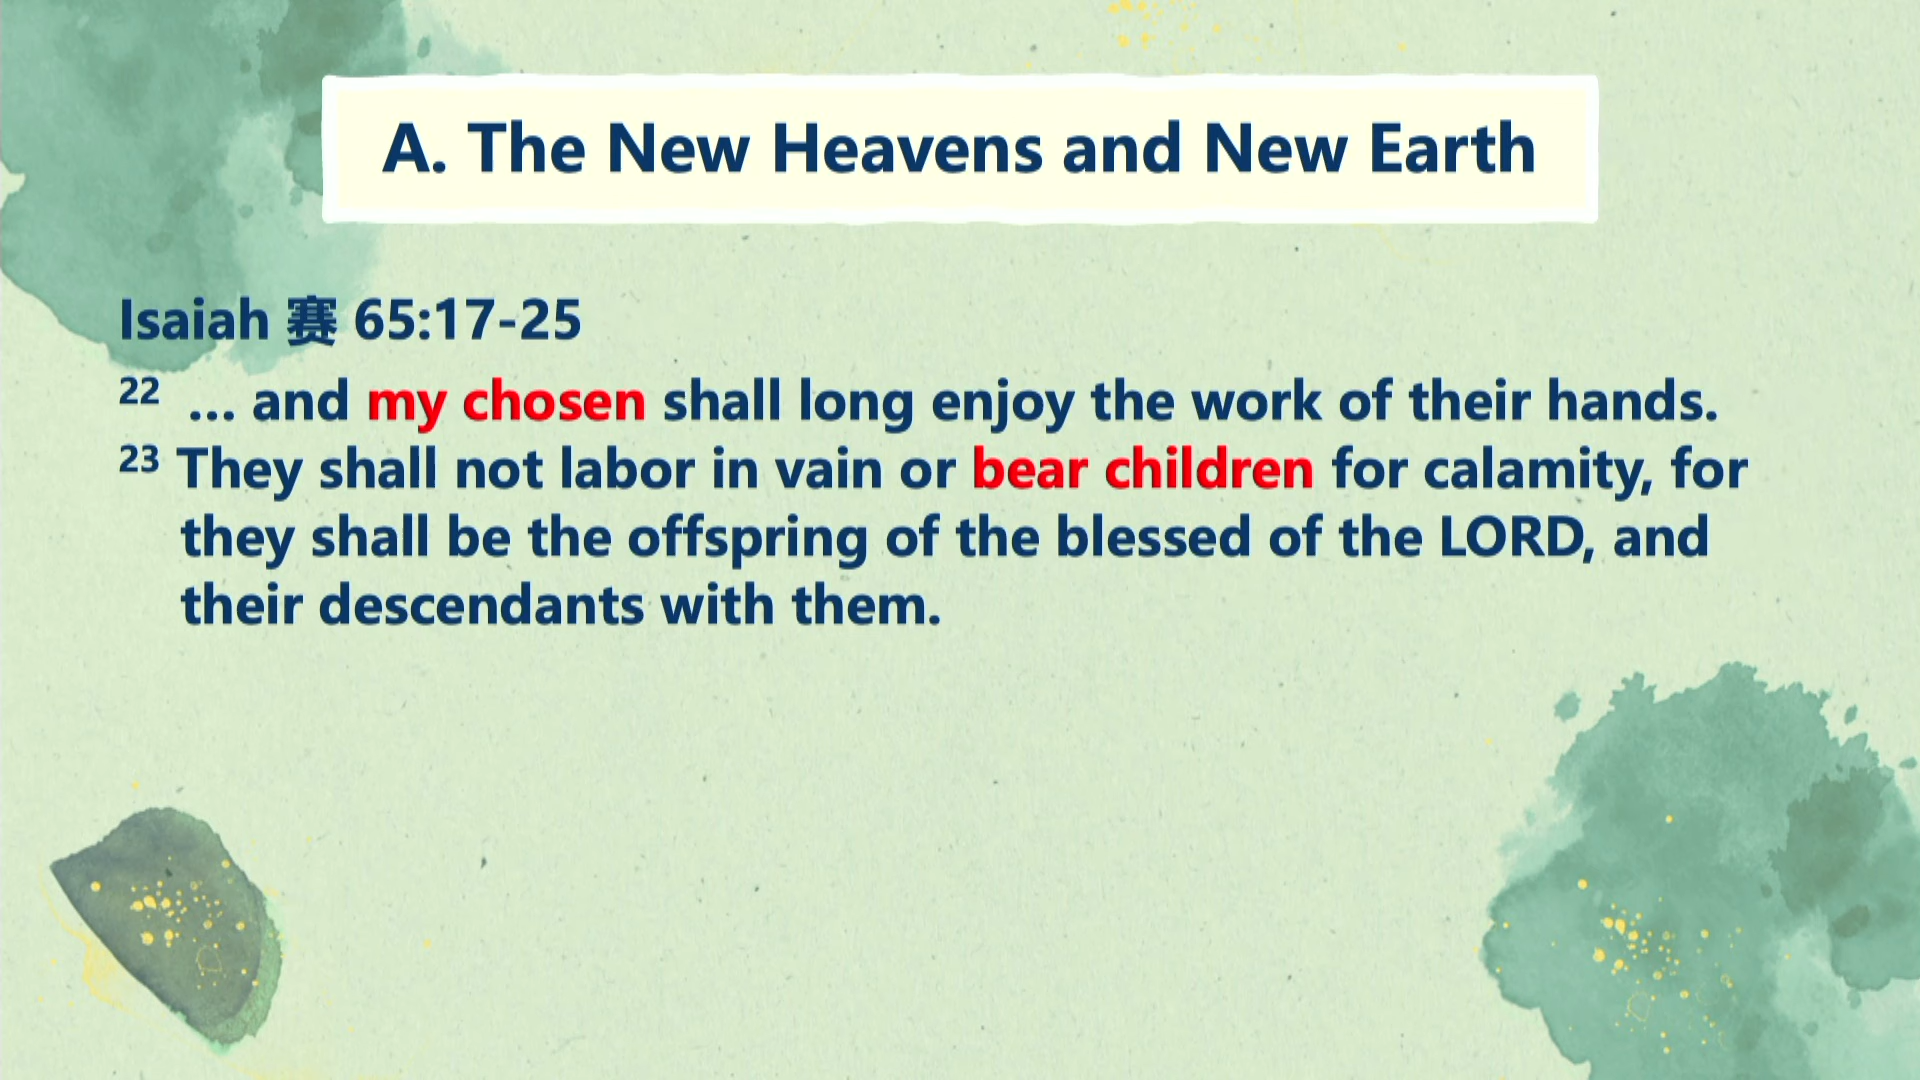 A. The New Heavens and New Earth
Isaiah 赛 65:17-25
22 … and my chosen shall long enjoy the work of their hands.
23 They shall not labor in vain or bear children for calamity, for
they shall be the offspring of the blessed of the LORD, and
their descendants with them.